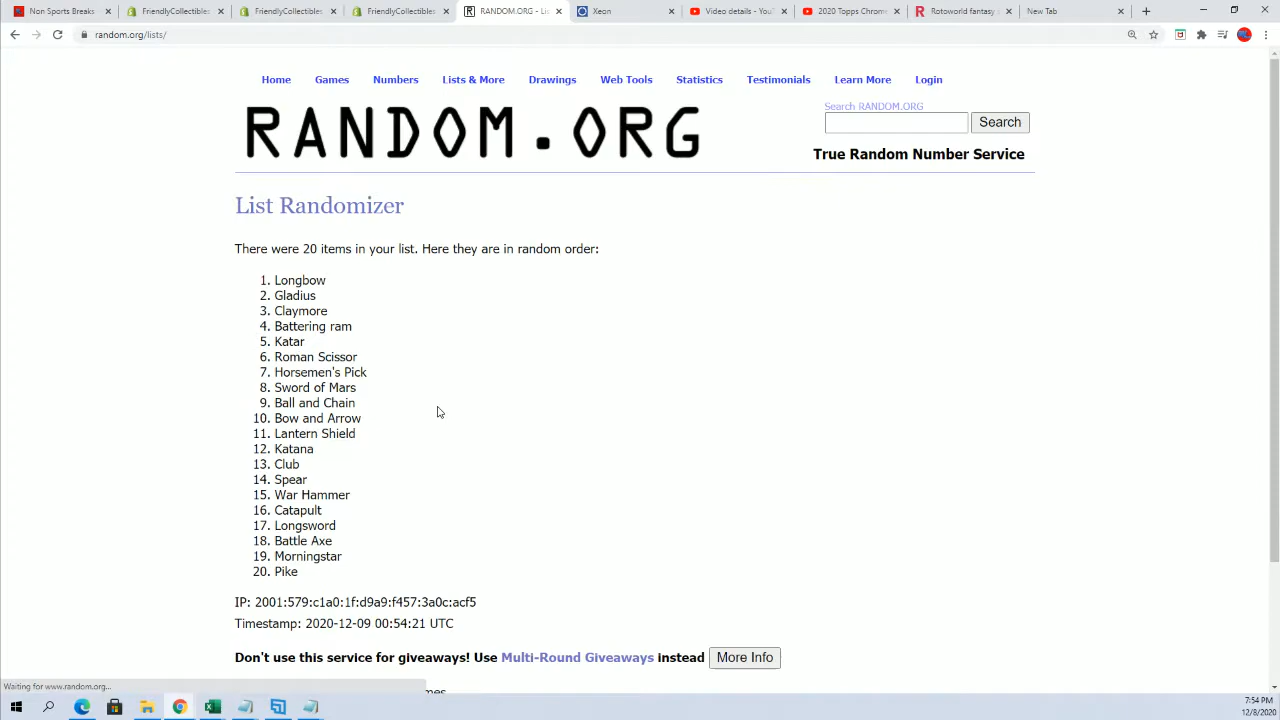 Non Sports Breaks
FriendlyCollectibles
FriendlyCollectibles
FriendlyCollectibles
RANDOM.ORG - Lis
Xeon
Video details - YouT
2020 Topps Chrome
Rotoworld fantasy
New Tab
random.org/lists/
Home Games Numbers Lists & More Drawings Web Tools Statistics Testimonials Learn More Login
RANDOM.ORG
Search RANDOM.ORG
Search
True Random Number Service
List Randomizer
There were 20 items in your list. Here they are in random order:
1. Longbow
2. Gladius
3. Claymore
4. Battering ram
5. Katar
6. Roman Scissor
7. Horsemen's Pick
8. Sword of Mars
9. Ball and Chain
10. Bow and Arrow
11. Lantern Shield
12. Katana
13. Club
14. Spear
15. War Hammer
16. Catapult
17. Longsword
18. Battle Axe
19. Morningstar
20. Pike
IP: 2001:579:c1a0:1f:d9a9:f457:3a0c:acf5
Timestamp: 2020-12-09 00:54:21 UTC
Don't use this service for giveaways! Use Multi-Round Giveaways instead More Info
Waiting for www.random.org...
mes
7:54 PM
12/8/2020